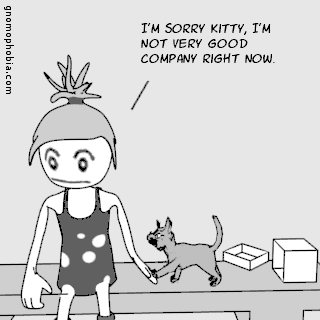 gnomophobia.com
I'M SORRY KITTY, I'M
NOT VERY GOOD
COMPANY RIGHT NOW.